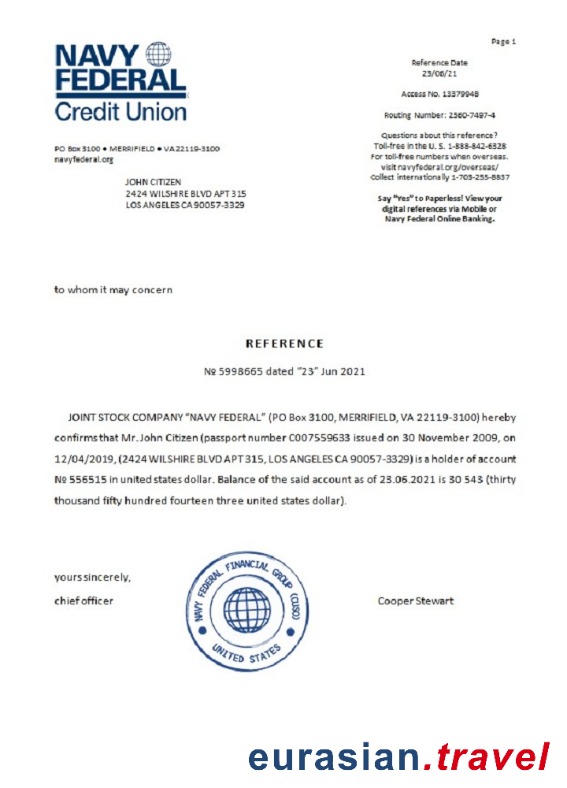 Page 1
NAVY
FEDERAL
Credit Union
Reference Date
23/06/21
Access No. 13379948
Routing Number: 2560-7497-4
Questions about this reference?
Toll-free in the U. S. 1-888-842-6328
For toll-free numbers when overseas.
visit navyfederal.org/overseas/
Collect internationally 1-703-255-8837
Say "Yes" to Paperless! View your
digital references via Mobile or
Navy Federal Online Banking.
PO Box 3100 • MERRIFIELD • VA 22119-3100
navyfederal.org
JOHN CITIZEN
2424 WILSHIRE BLVD APT 315
LOS ANGELES CA 90057-3329
to whom it may concern
REFERENCE
№ 5998665 dated "23" Jun 2021
JOINT STOCK COMPANY "NAVY FEDERAL" (PO Box 3100, MERRIFIELD, VA 22119-3100) hereby
confirms that Mr. John Citizen (passport number C007559633 issued on 30 November 2009, on
12/04/2019, (2424 WILSHIRE BLVD APT 315, LOS ANGELES CA 90057-3329) is a holder of account
№ 556515 in united states dollar. Balance of the said account as of 23.06.2021 is 30 543 (thirty
thousand fifty hundred fourteen three united states dollar).
yours sincerely,
chief officer
Cooper Stewart
NAVY FEDERAL FINANCIAL GROUP (CUSO)
UNITED STATES
eurasian.travel